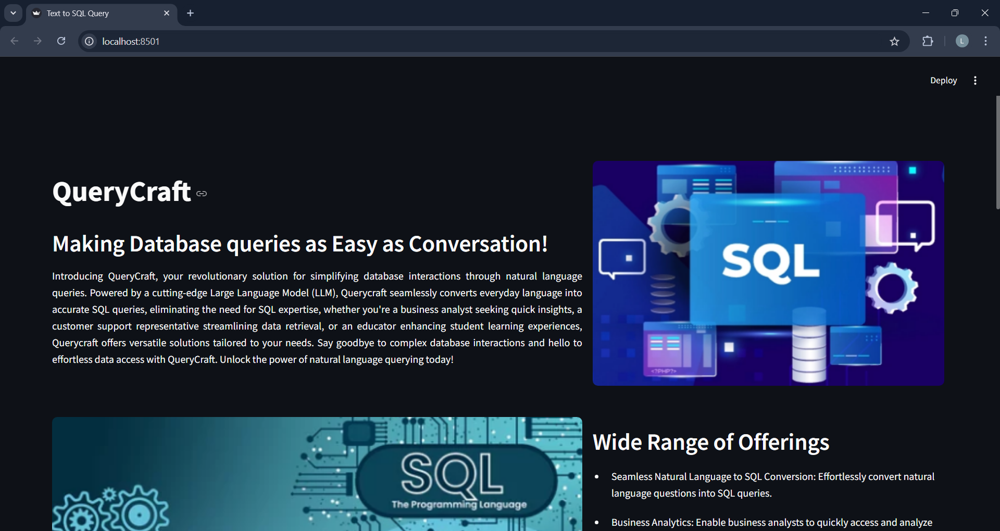 Text to SQL Query
localhost:8501
L
Deploy
QueryCraft
Making Database queries as Easy as Conversation!
Introducing QueryCraft, your revolutionary solution for simplifying database interactions through natural language
queries. Powered by a cutting-edge Large Language Model (LLM), Querycraft seamlessly converts everyday language into
accurate SQL queries, eliminating the need for SQL expertise, whether you're a business analyst seeking quick insights, a
customer support representative streamlining data retrieval, or an educator enhancing student learning experiences,
Querycraft offers versatile solutions tailored to your needs. Say goodbye to complex database interactions and hello to
effortless data access with QueryCraft. Unlock the power of natural language querying today!
SQL
<?PHP?>
SQL
The Programming Language
Wide Range of Offerings
• Seamless Natural Language to SQL Conversion: Effortlessly convert natural
language questions into SQL queries.
• Business Analytics: Enable business analysts to quickly access and analyze